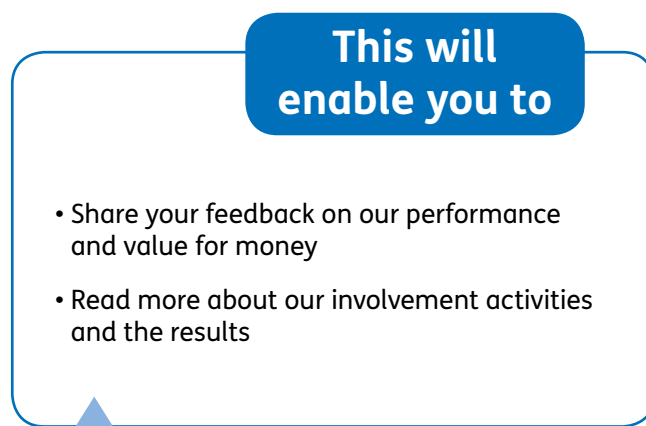 This will
enable you to
• Share your feedback on our performance
and value for money
• Read more about our involvement activities
and the results